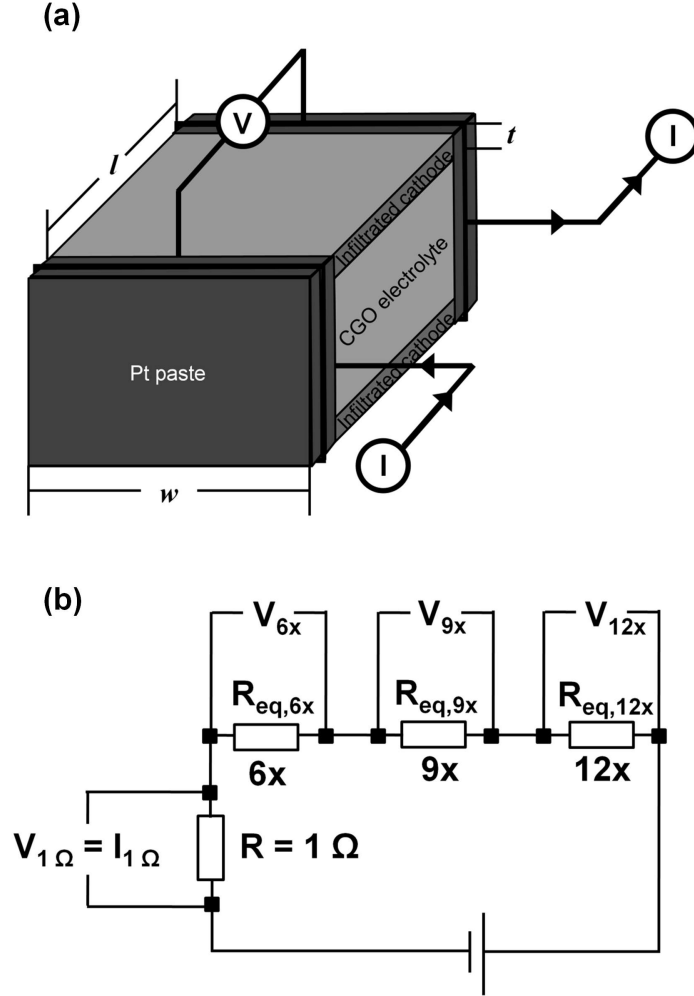 (a)
V
I
l
t
Infiltrated cathode
CGO electrolyte
Infiltrated cathode
Pt paste
I
w
(b)
V6x V9x V12x
Req,6x Req,9x Req,12x
6x 9x 12x
V1 Ω = I1 Ω R = 1 Ω